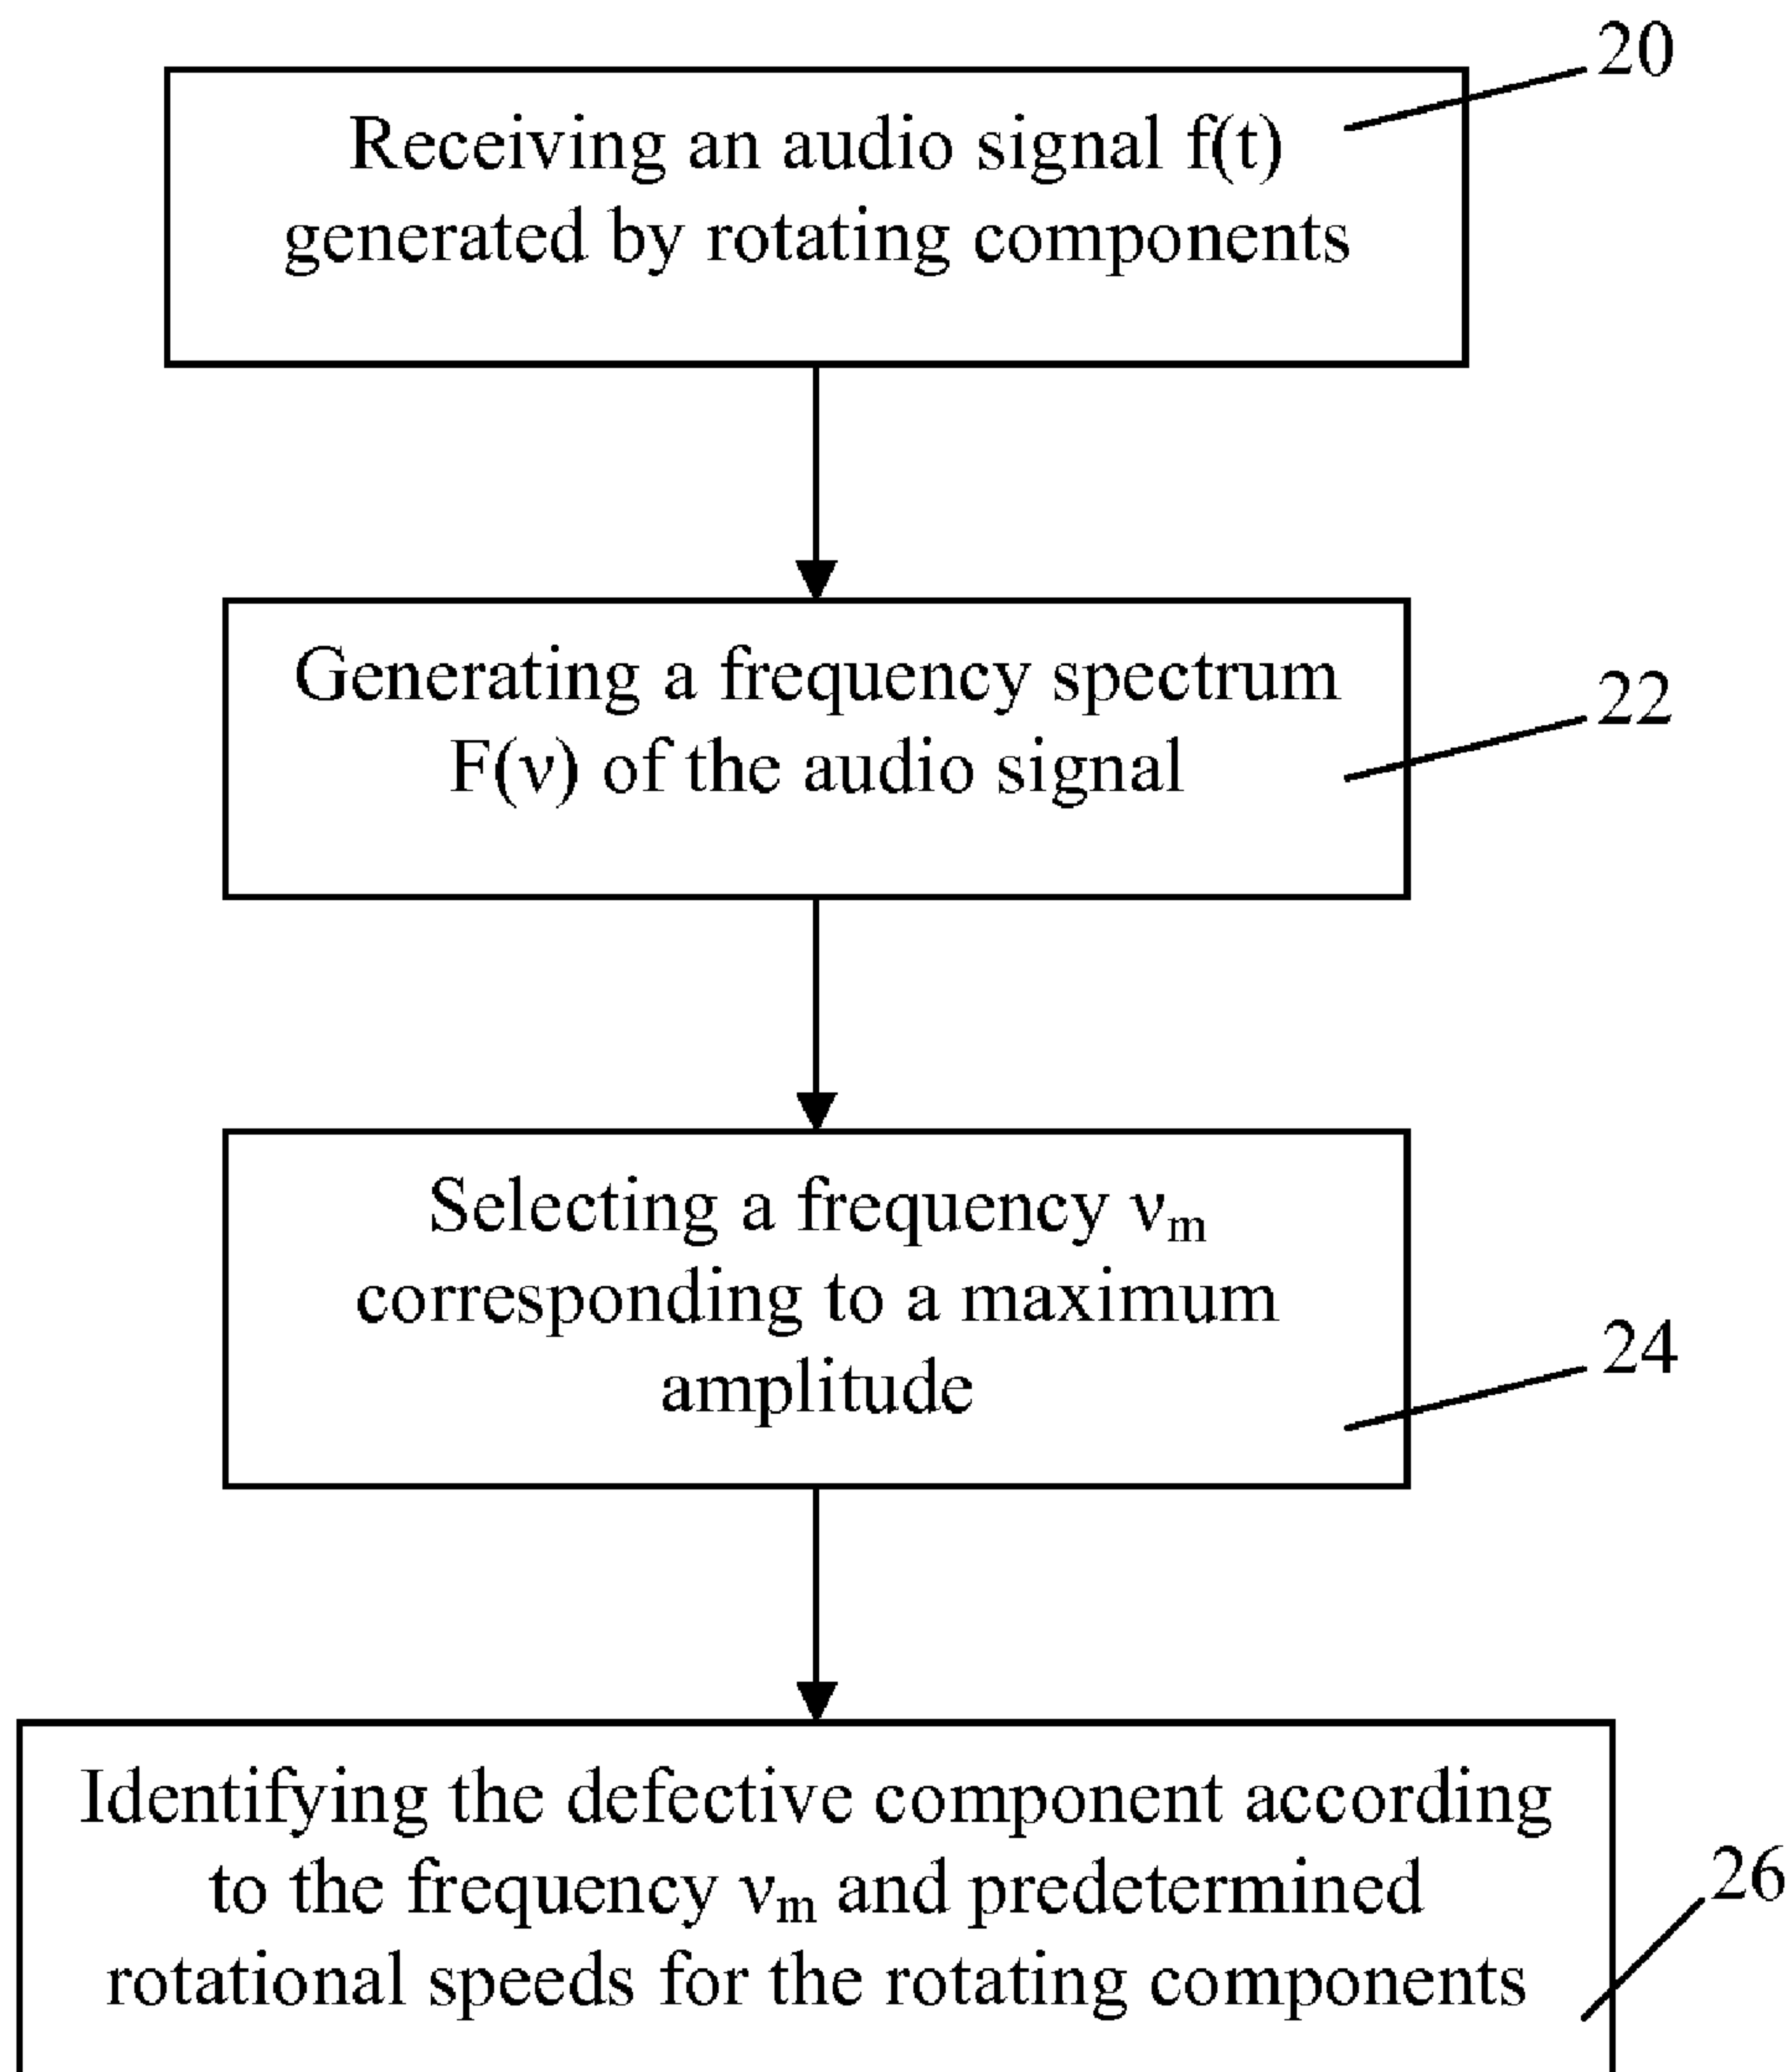 20
Receiving an audio signal f(t)
generated by rotating components
Generating a frequency spectrum
F(ν) of the audio signal
22
Selecting a frequency νm
corresponding to a maximum
amplitude
24
Identifying the defective component according
to the frequency νm and predetermined
rotational speeds for the rotating components
26